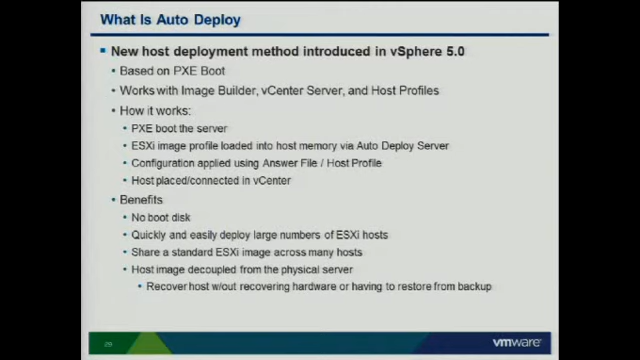 What Is Auto Deploy
New host deployment method introduced in vSphere 5.0
Based on PXE Boot
Works with Image Builder, vCenter Server, and Host Profiles
How it works:
PXE boot the server
ESXi image profile loaded into host memory via Auto Deploy Server
Configuration applied using Answer File / Host Profile
Host placed/connected in vCenter
Benefits
No boot disk
Quickly and easily deploy large numbers of ESXi hosts
Share a standard ESXi image across many hosts
Host image decoupled from the physical server
Recover host w/out recovering hardware or having to restore from backup
29
vmware